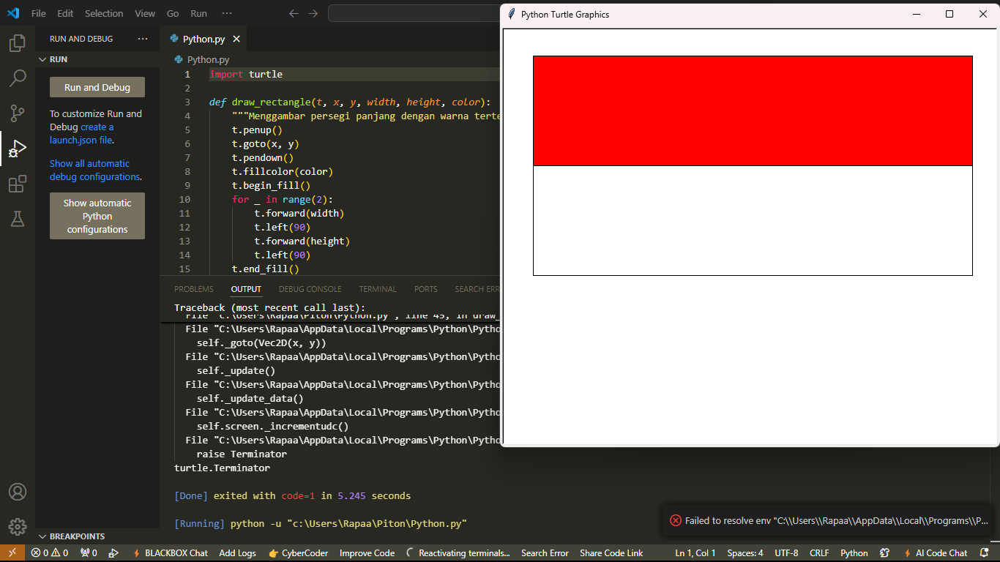 File Edit Selection View Go Run ···
RUN AND DEBUG ···
RUN
Run and Debug
To customize Run and
Debug create a
launch.json file.
Show all automatic
debug configurations.
Show automatic
Python
configurations
BREAKPOINTS
Python.py
Python.py
1 import turtle
2
3 def draw_rectangle(t, x, y, width, height, color):
4 """Menggambar persegi panjang dengan warna terte
5 t.penup()
6 t.goto(x, y)
7 t.pendown()
8 t.fillcolor(color)
9 t.begin_fill()
10 for _ in range(2):
11 t.forward(width)
12 t.left(90)
13 t.forward(height)
14 t.left(90)
15 t.end_fill()
PROBLEMS OUTPUT DEBUG CONSOLE TERMINAL PORTS SEARCH ERR
Traceback (most recent call last):
File "c:\Users\Rapaa\Piton\Python.py", line 45, in draw_
File "C:\Users\Rapaa\AppData\Local\Programs\Python\Pytho
self._goto(Vec2D(x, y))
File "C:\Users\Rapaa\AppData\Local\Programs\Python\Pytho
self._update()
File "C:\Users\Rapaa\AppData\Local\Programs\Python\Pytho
self._update_data()
File "C:\Users\Rapaa\AppData\Local\Programs\Python\Pytho
self.screen._incrementudc()
File "C:\Users\Rapaa\AppData\Local\Programs\Python\Pytho
raise Terminator
turtle.Terminator
[Done] exited with code=1 in 5.245 seconds
[Running] python -u "c:\Users\Rapaa\Piton\Python.py"
Python Turtle Graphics
Failed to resolve env "C:\\Users\\Rapaa\\AppData\\Local\\Programs\\P...
0 0 0 BLACKBOX Chat Add Logs CyberCoder Improve Code Reactivating terminals... Search Error Share Code Link Ln 1, Col 1 Spaces: 4 UTF-8 CRLF Python AI Code Chat